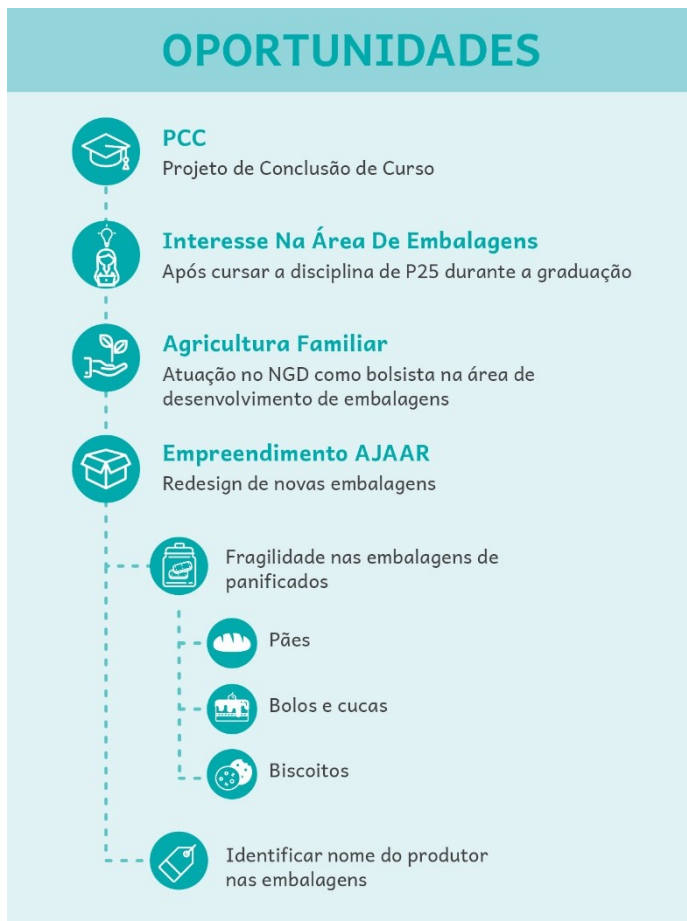 OPORTUNIDADES
PCC
Projeto de Conclusão de Curso
Interesse Na Área De Embalagens
Após cursar a disciplina de P25 durante a graduação
Agricultura Familiar
Atuação no NGD como bolsista na área de
desenvolvimento de embalagens
Empreendimento AJAAR
Redesign de novas embalagens
Fragilidade nas embalagens de
panificados
Pães
Bolos e cucas
Biscoitos
Identificar nome do produtor
nas embalagens